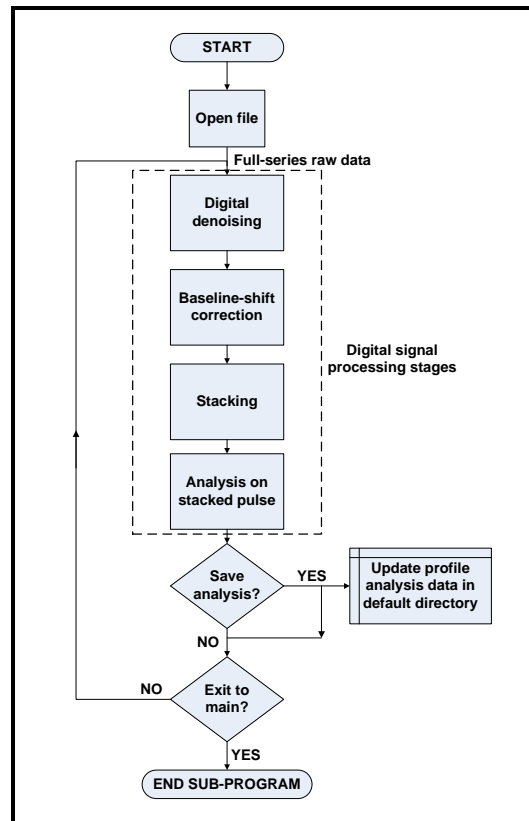 START
Open file
Full-series raw data
Digital
denoising
Baseline-shift
correction
Digital signal
processing stages
Stacking
Analysis on
stacked pulse
Save
analysis?
YES
Update profile
analysis data in
default directory
NO
Exit to
main?
NO
YES
END SUB-PROGRAM